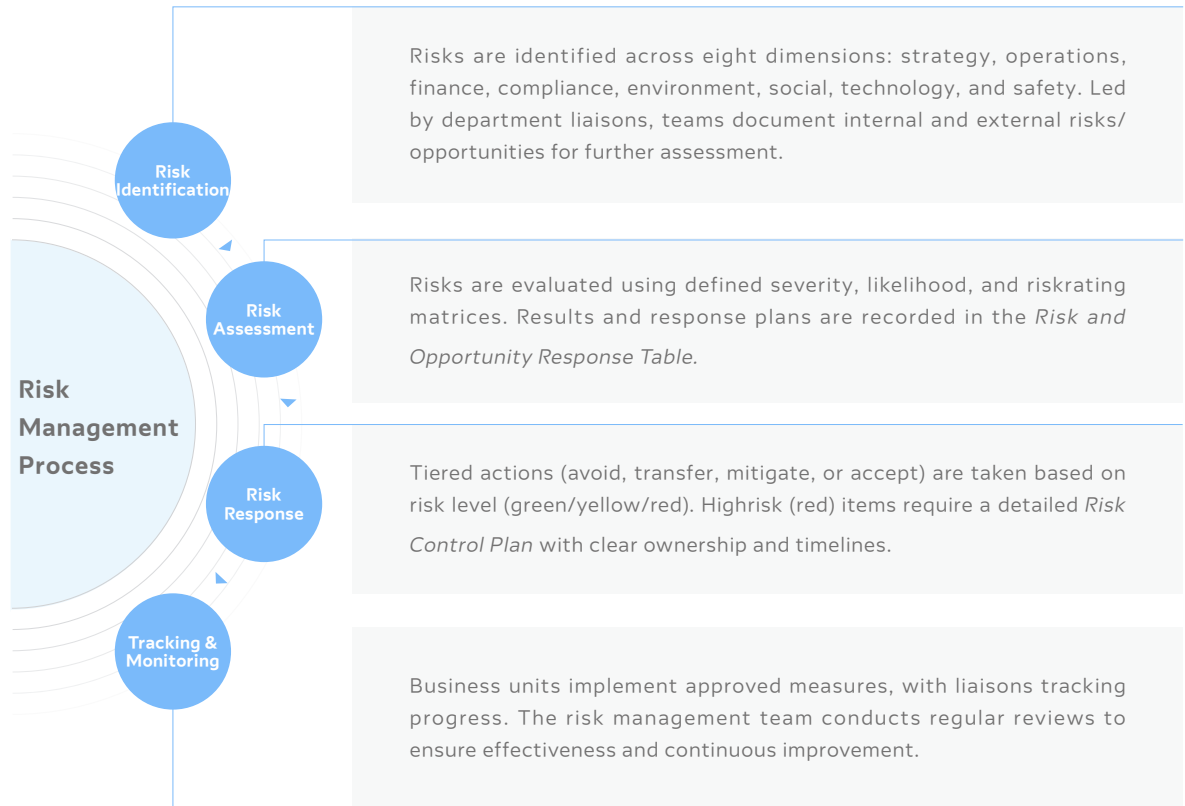 Risk
Management
Process
Risk
Identification
Risks are identified across eight dimensions: strategy, operations,
finance, compliance, environment, social, technology, and safety. Led
by department liaisons, teams document internal and external risks/
opportunities for further assessment.
Risk
Assessment
Risks are evaluated using defined severity, likelihood, and riskrating
matrices. Results and response plans are recorded in the Risk and
Opportunity Response Table.
Risk
Response
Tiered actions (avoid, transfer, mitigate, or accept) are taken based on
risk level (green/yellow/red). Highrisk (red) items require a detailed Risk
Control Plan with clear ownership and timelines.
Tracking &
Monitoring
Business units implement approved measures, with liaisons tracking
progress. The risk management team conducts regular reviews to
ensure effectiveness and continuous improvement.